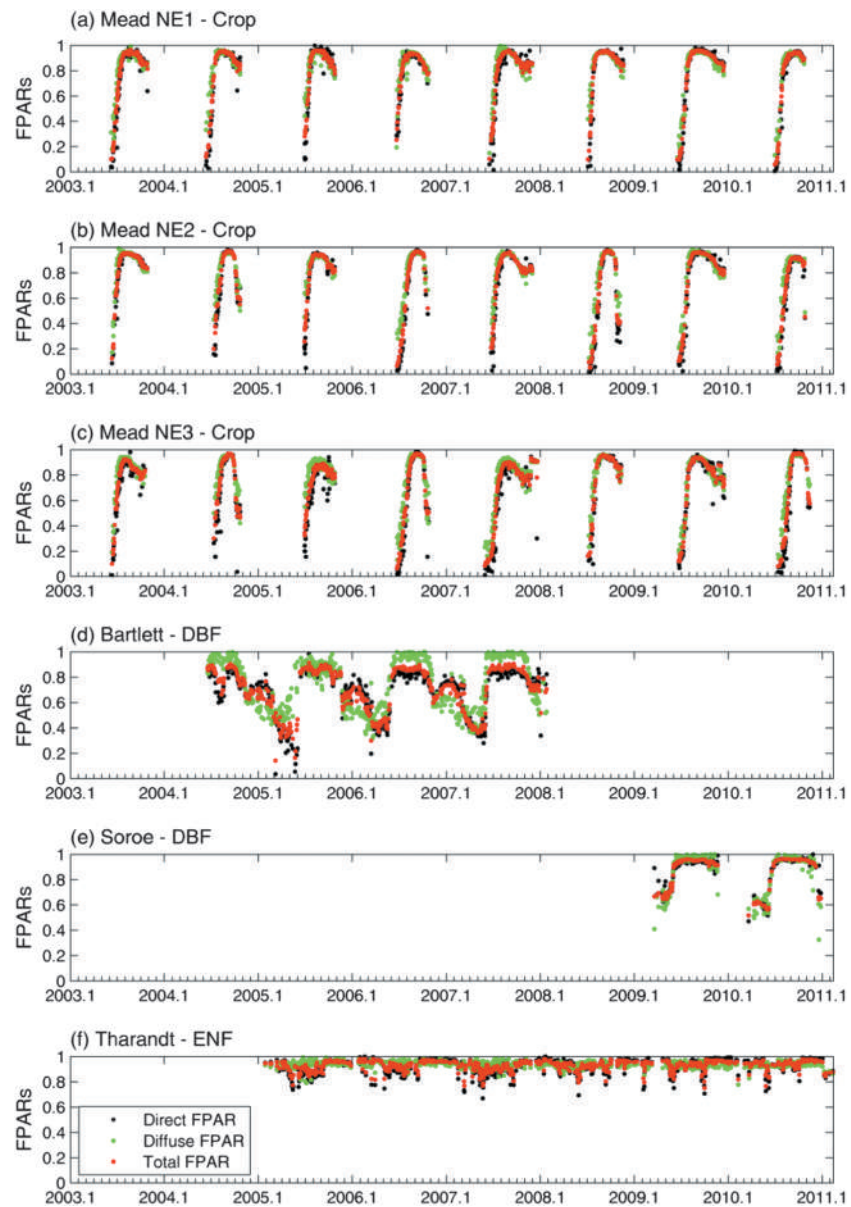 (a) Mead NE1 - Crop
FPARs
1
0.8
0.6
0.4
0.2
0
2003.1 2004.1 2005.1 2006.1 2007.1 2008.1 2009.1 2010.1 2011.1
(b) Mead NE2 - Crop
FPARs
1
0.8
0.6
0.4
0.2
0
2003.1 2004.1 2005.1 2006.1 2007.1 2008.1 2009.1 2010.1 2011.1
(c) Mead NE3 - Crop
FPARs
1
0.8
0.6
0.4
0.2
0
2003.1 2004.1 2005.1 2006.1 2007.1 2008.1 2009.1 2010.1 2011.1
(d) Bartlett - DBF
FPARs
1
0.8
0.6
0.4
0.2
0
2003.1 2004.1 2005.1 2006.1 2007.1 2008.1 2009.1 2010.1 2011.1
(e) Soroe - DBF
FPARs
1
0.8
0.6
0.4
0.2
0
2003.1 2004.1 2005.1 2006.1 2007.1 2008.1 2009.1 2010.1 2011.1
(f) Tharandt - ENF
FPARs
1
0.8
0.6
0.4
0.2
0
Direct FPAR
Diffuse FPAR
Total FPAR
2003.1 2004.1 2005.1 2006.1 2007.1 2008.1 2009.1 2010.1 2011.1